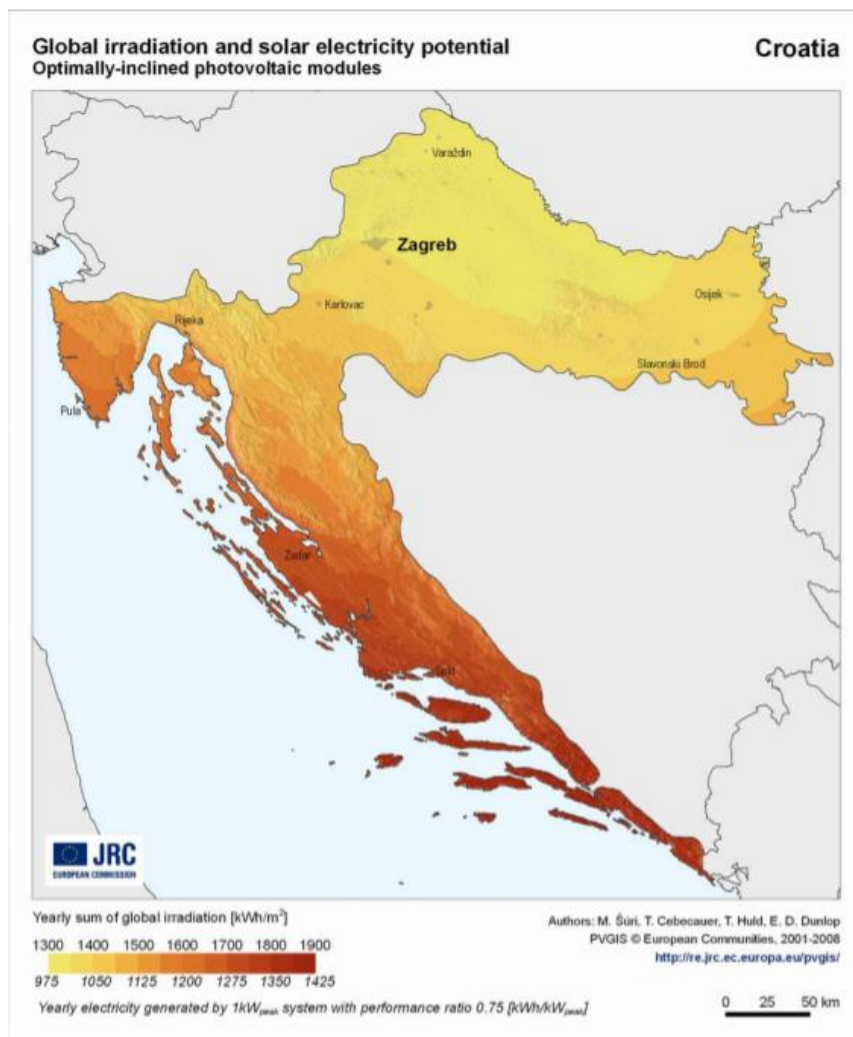 Global irradiation and solar electricity potential
Optimally-inclined photovoltaic modules
Croatia
Varaždin
Zagreb
Osijek
Karlovac
Rijeka
Slavonski Brod
Pula
Zadar
Split
JRC
EUROPEAN COMMISSION
Yearly sum of global irradiation [kWh/m²]
1300 1400 1500 1600 1700 1800 1900
975 1050 1125 1200 1275 1350 1425
Yearly electricity generated by 1kWpeak system with performance ratio 0.75 [kWh/kWpeak]
Authors: M. Šúri, T. Cebecauer, T. Huld, E. D. Dunlop
PVGIS © European Communities, 2001-2008
http://re.jrc.ec.europa.eu/pvgis/
0 25 50 km